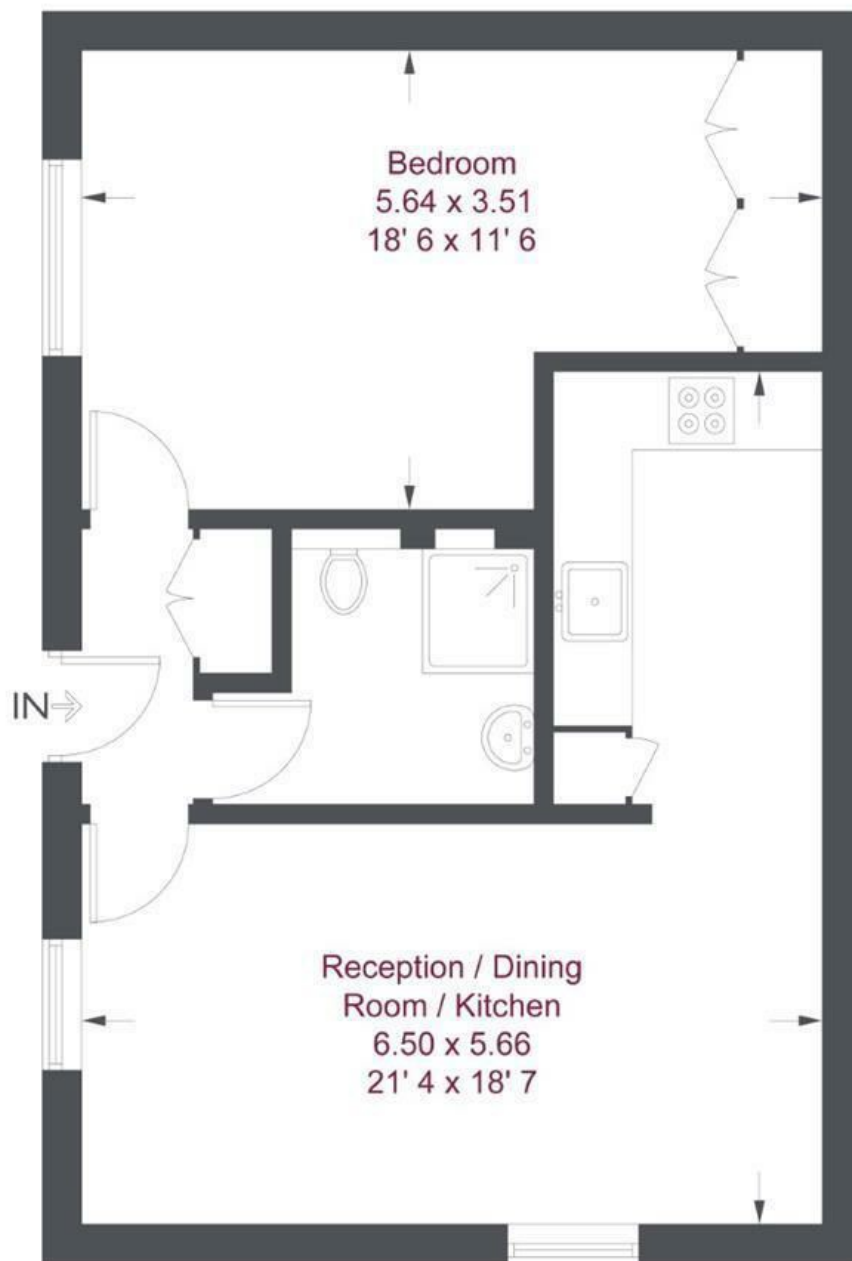 Bedroom
5.64 x 3.51
18' 6 x 11' 6
IN
Reception / Dining
Room / Kitchen
6.50 x 5.66
21' 4 x 18' 7